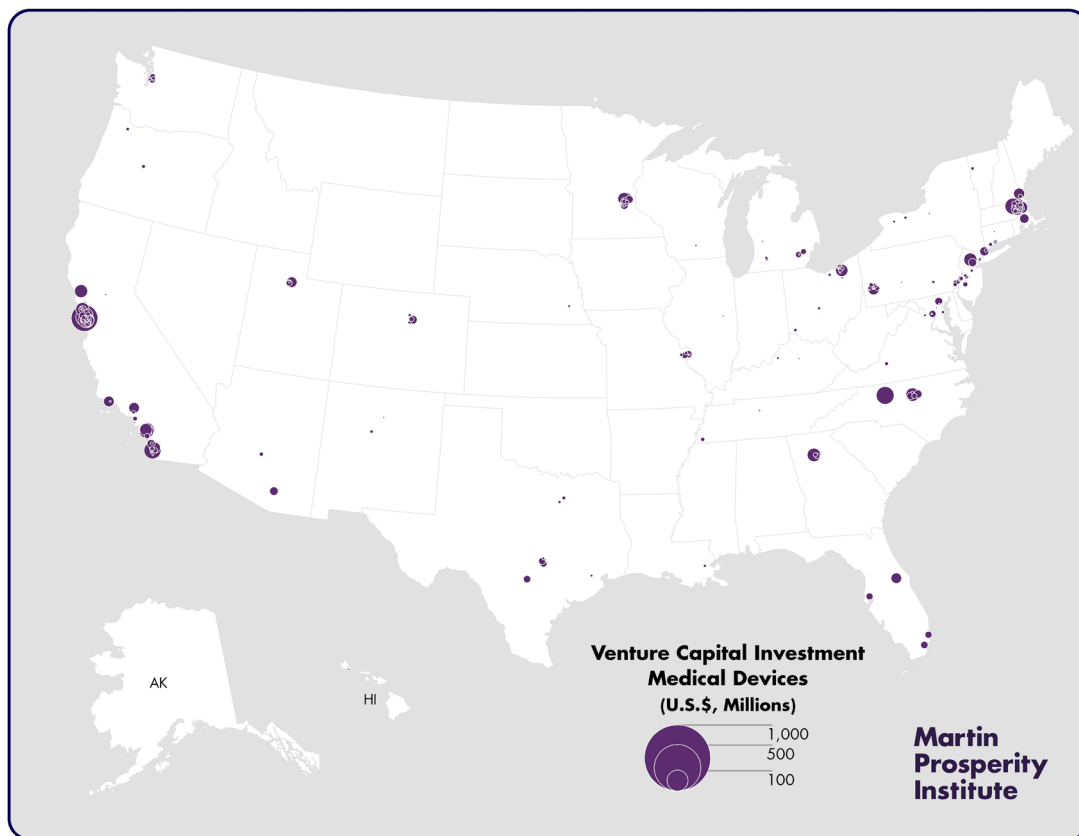 AK
HI
Venture Capital Investment
Medical Devices
(U.S.$, Millions)
1,000
500
100
Martin
Prosperity
Institute